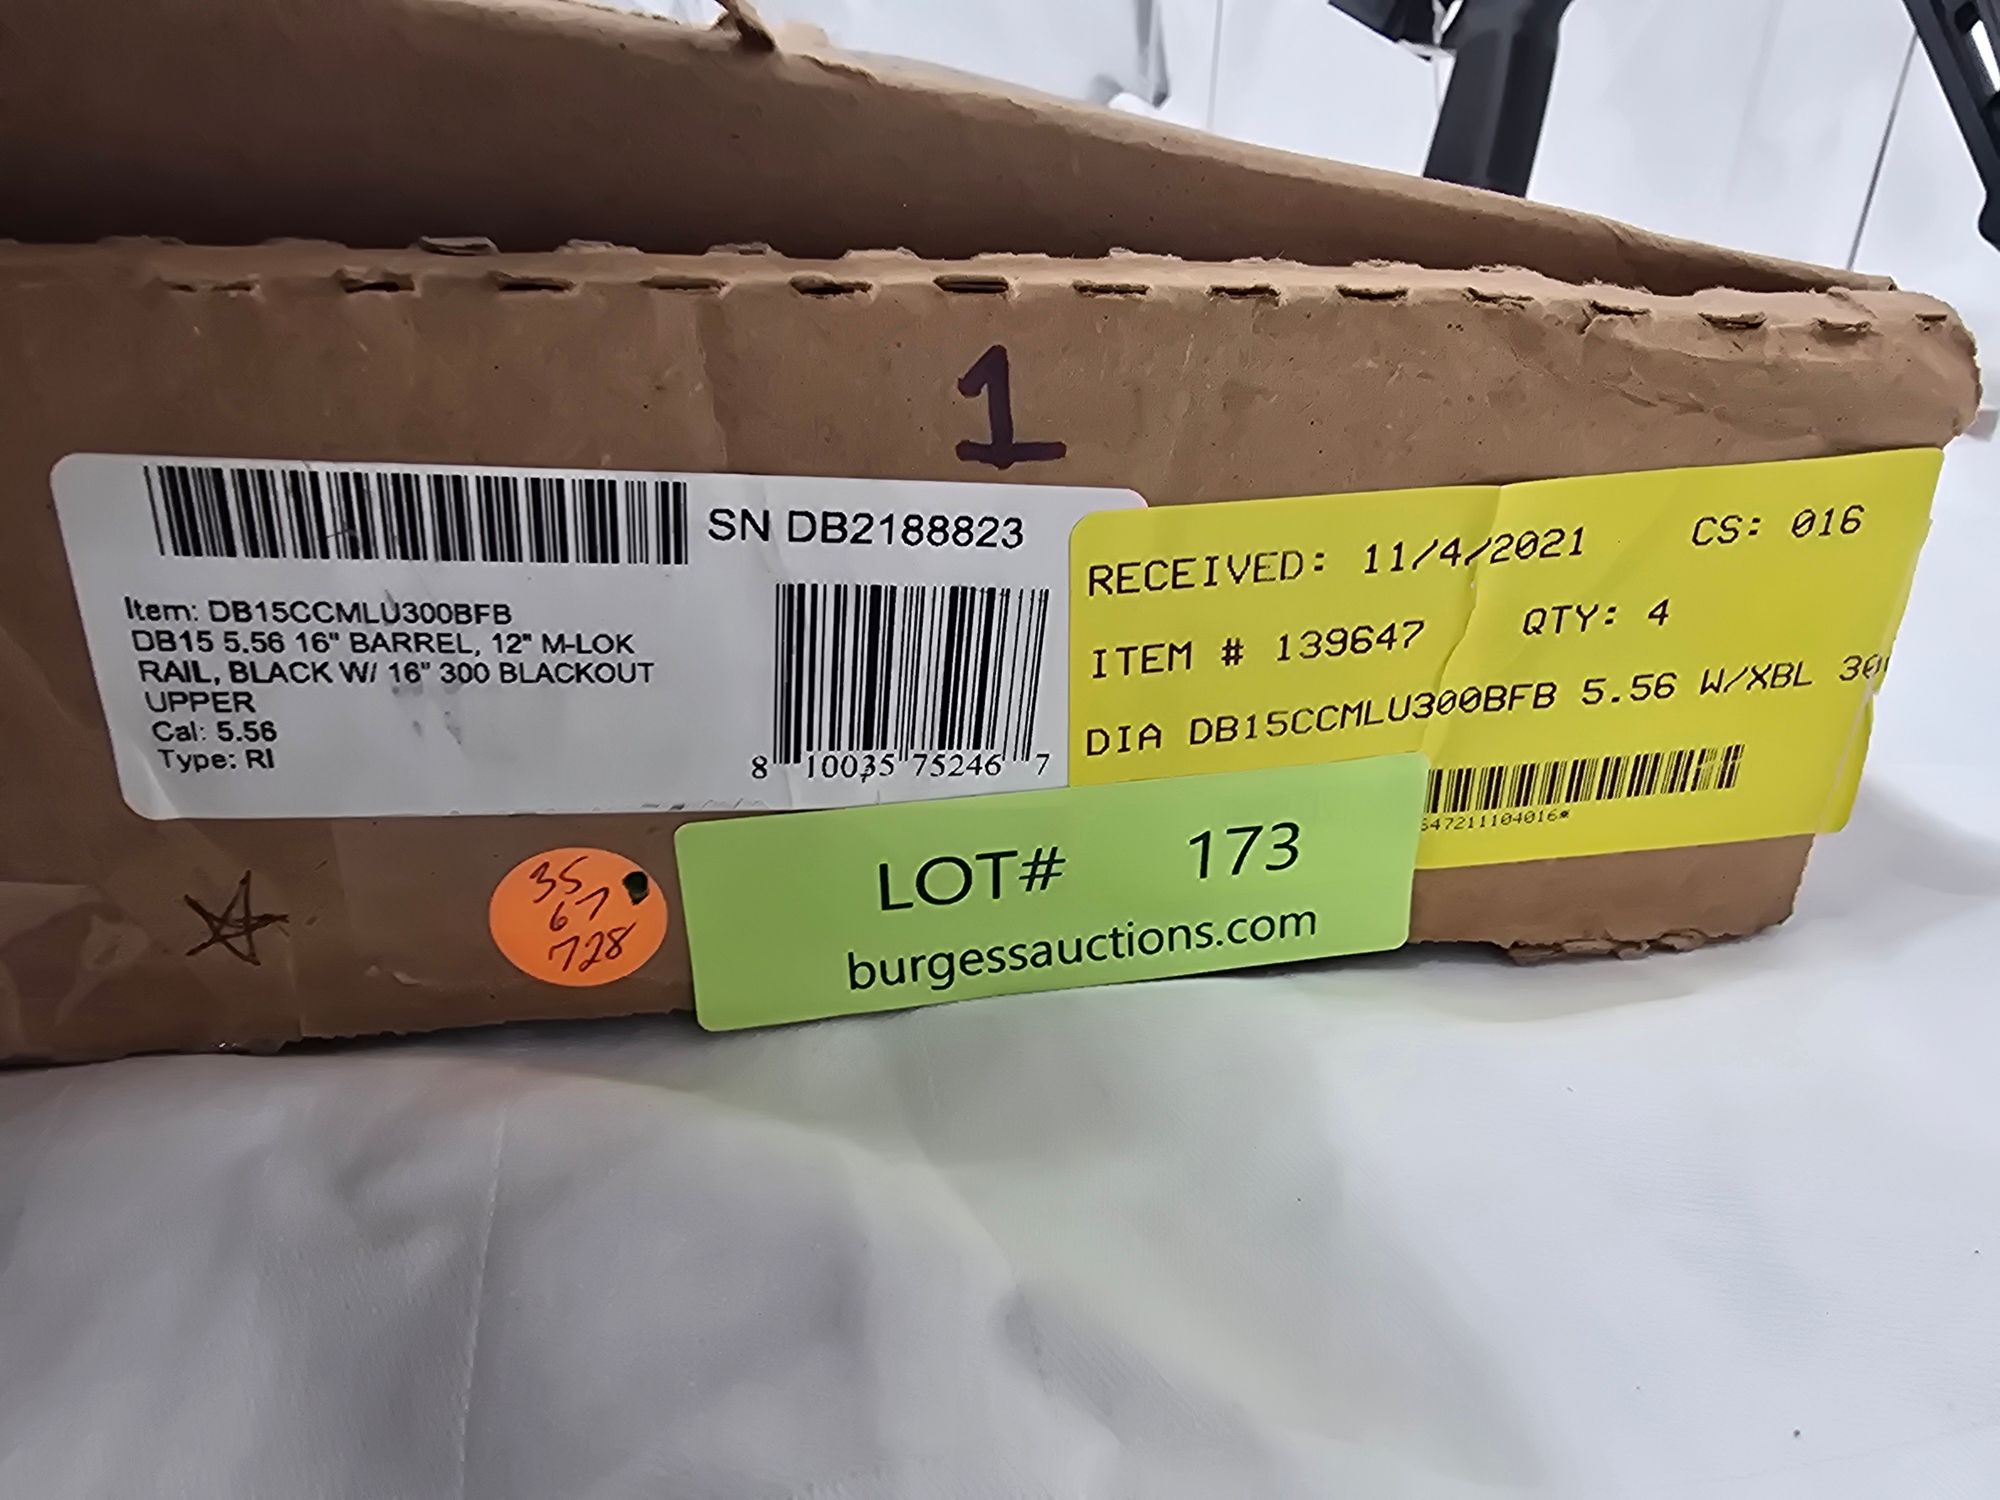 1
SN DB2188823
Item: DB15CCMLU300BFB
DB15 5.56 16" BARREL, 12" M-LOK
RAIL, BLACK W/ 16" 300 BLACKOUT
UPPER
Cal: 5.56
Type: RI
8 10035 75246 7
RECEIVED: 11/4/2021 CS: 016
ITEM # 139647 QTY: 4
DIA DB15CCMLU300BFB 5.56 W/XBL 30
47211104016*
35
67
728
LOT# 173
burgessauctions.com